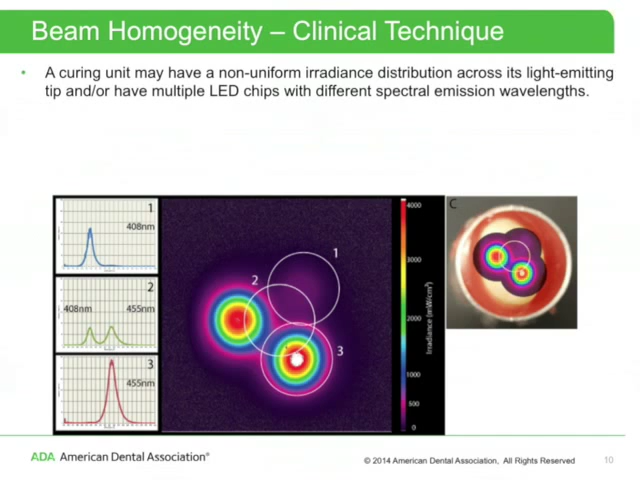 Beam Homogeneity – Clinical Technique
• A curing unit may have a non-uniform irradiance distribution across its light-emitting
tip and/or have multiple LED chips with different spectral emission wavelengths.
1
408nm
2
408nm 455nm
3
455nm
1
2
3
4000
3000
2000
1000
500
0
Irradiance (mW/cm²)
C
ADA American Dental Association®
© 2014 American Dental Association, All Rights Reserved
10